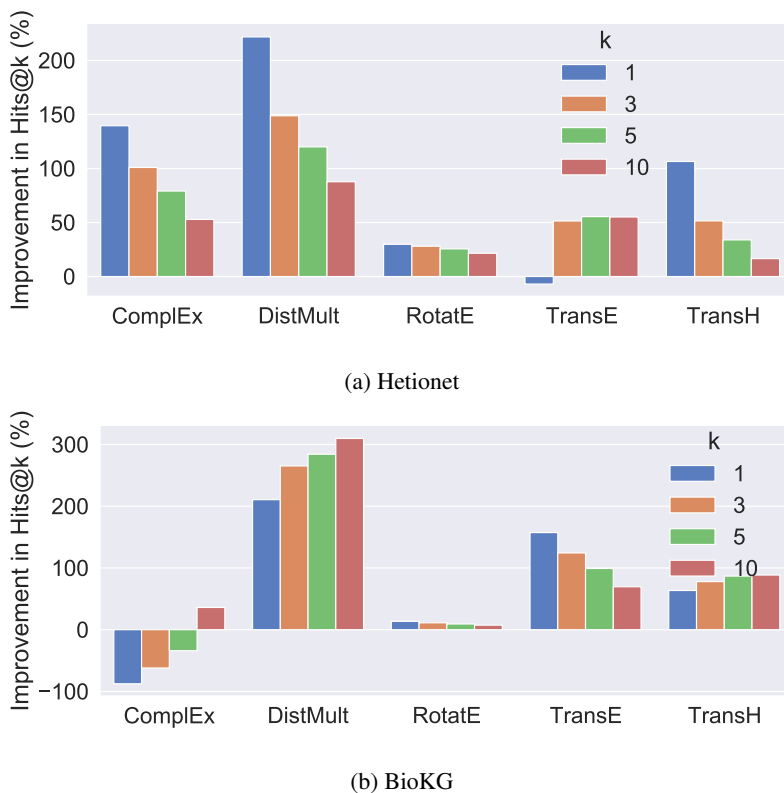 Improvement in Hits@k (%)
200
150
100
50
0
k
1
3
5
10
ComplEx
DistMult
RotatE
TransE
TransH
(a) Hetionet
Improvement in Hits@k (%)
300
200
100
0
−100
k
1
3
5
10
ComplEx
DistMult
RotatE
TransE
TransH
(b) BioKG